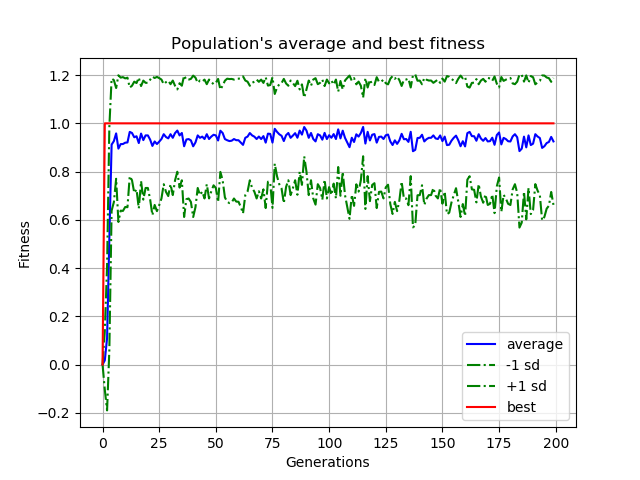 Population's average and best fitness
Fitness
1.2
1.0
0.8
0.6
0.4
0.2
0.0
−0.2
0 25 50 75 100 125 150 175 200
Generations
average
-1 sd
+1 sd
best